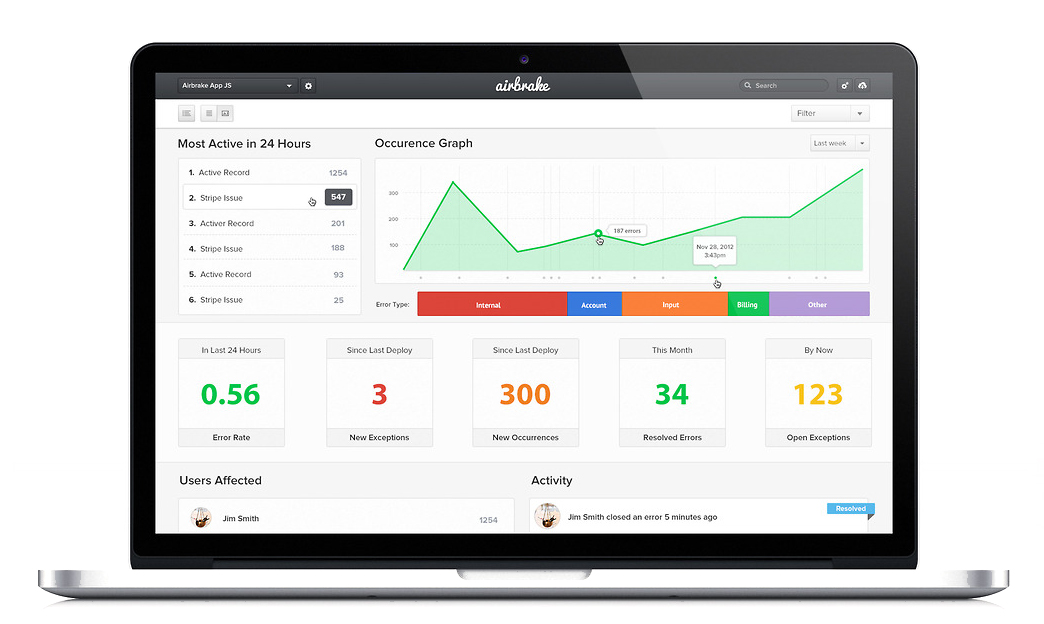 Airbrake App JS
airbrake
Search
Filter
Most Active in 24 Hours
1. Active Record 1254
2. Stripe Issue 547
3. Activer Record 201
4. Stripe Issue 188
5. Active Record 93
6. Stripe Issue 25
Occurence Graph
Last week
300
200
100
187 errors
Nov 28, 2012
3:43pm
Error Type: Internal Account Input Billing Other
In Last 24 Hours
0.56
Error Rate
Since Last Deploy
3
New Exceptions
Since Last Deploy
300
New Occurrences
This Month
34
Resolved Errors
By Now
123
Open Exceptions
Users Affected
Jim Smith 1254
Activity
Jim Smith closed an error 5 minutes ago
Resolved